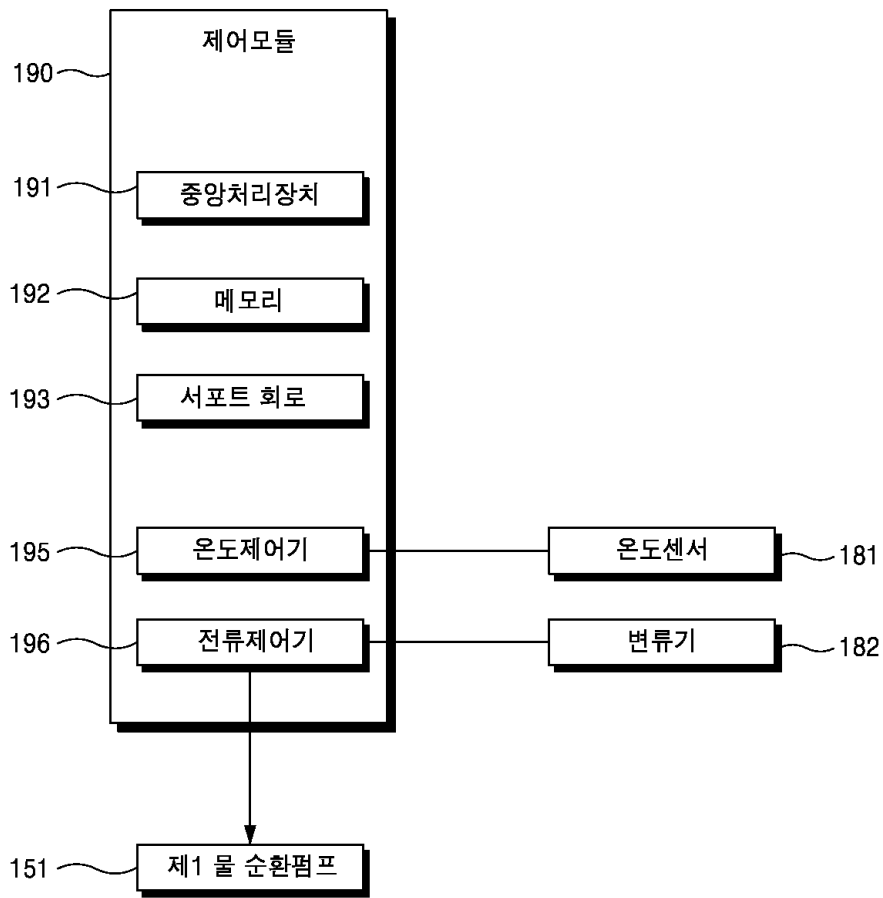 제어모듈
190
191
중앙처리장치
192
메모리
193
서포트 회로
195
온도제어기
온도센서
181
196
전류제어기
변류기
182
151
제1 물 순환펌프